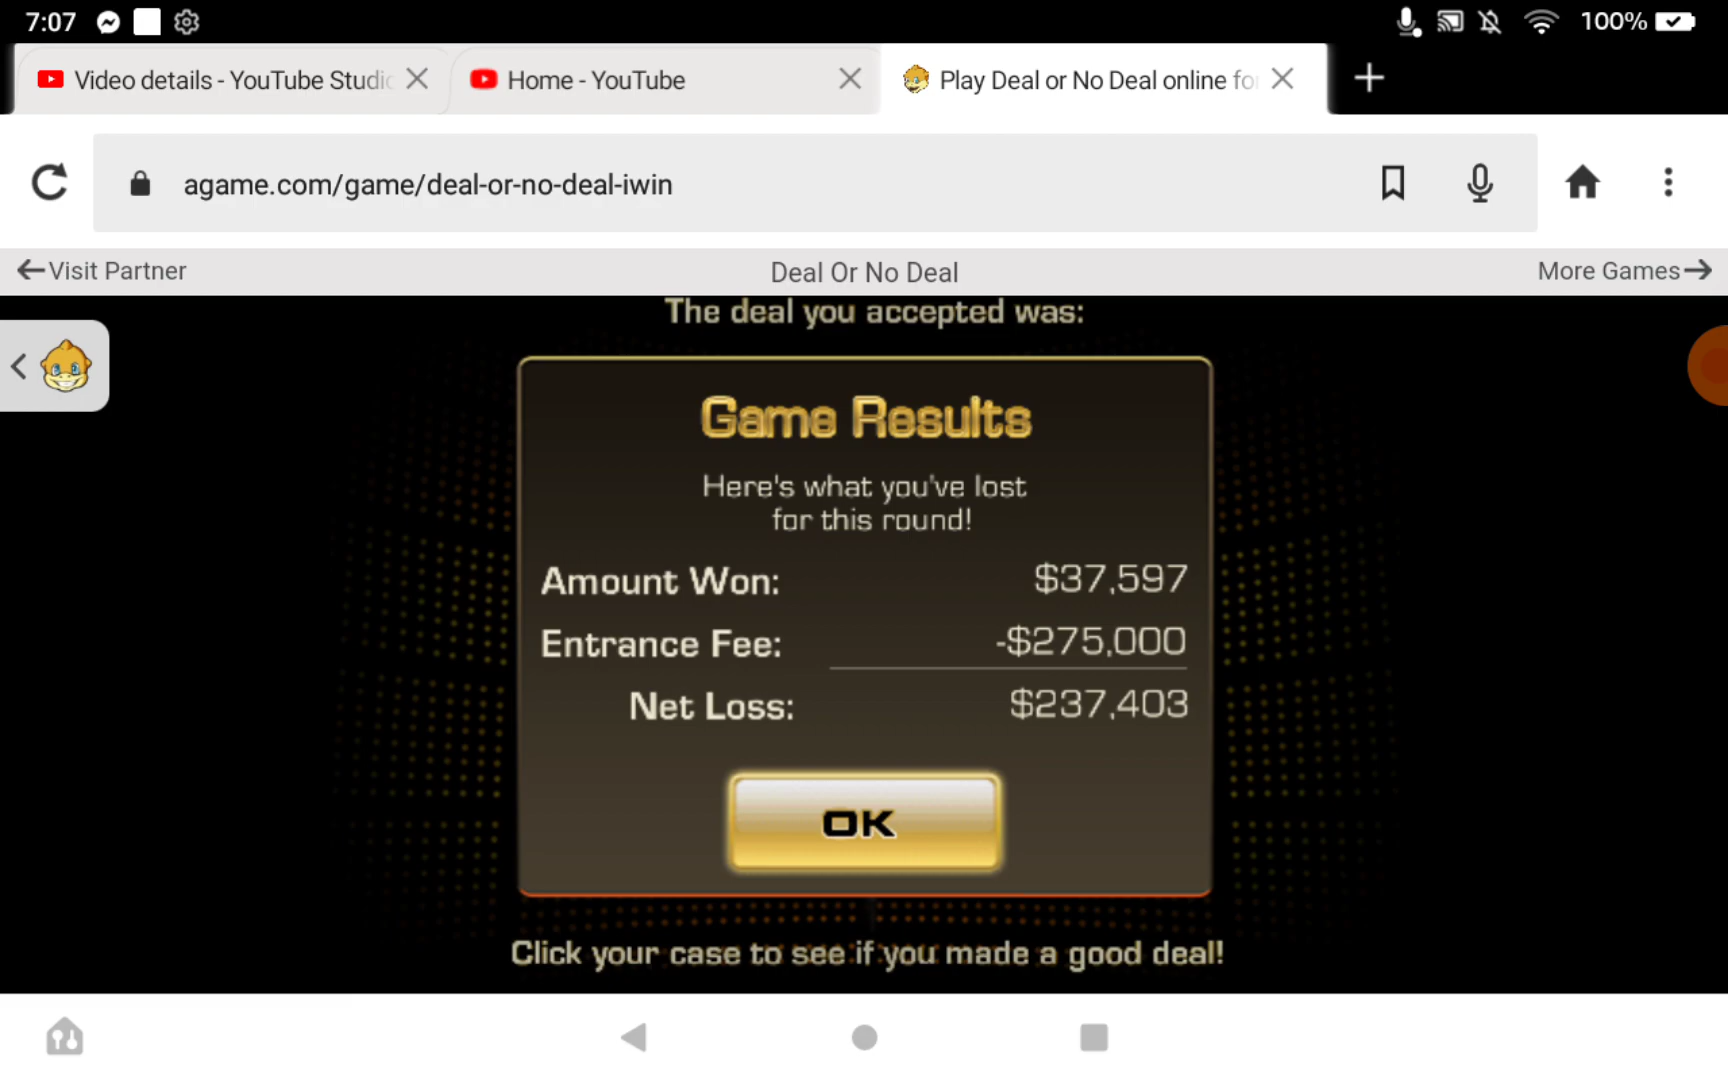 7:07
100%
Video details - YouTube Studio
Home - YouTube
Play Deal or No Deal online fo
agame.com/game/deal-or-no-deal-iwin
Visit Partner
Deal Or No Deal
More Games
The deal you accepted was:
Game Results
Here's what you've lost
for this round!
Amount Won: $37,597
Entrance Fee: -$275,000
Net Loss: $237,403
OK
Click your case to see if you made a good deal!